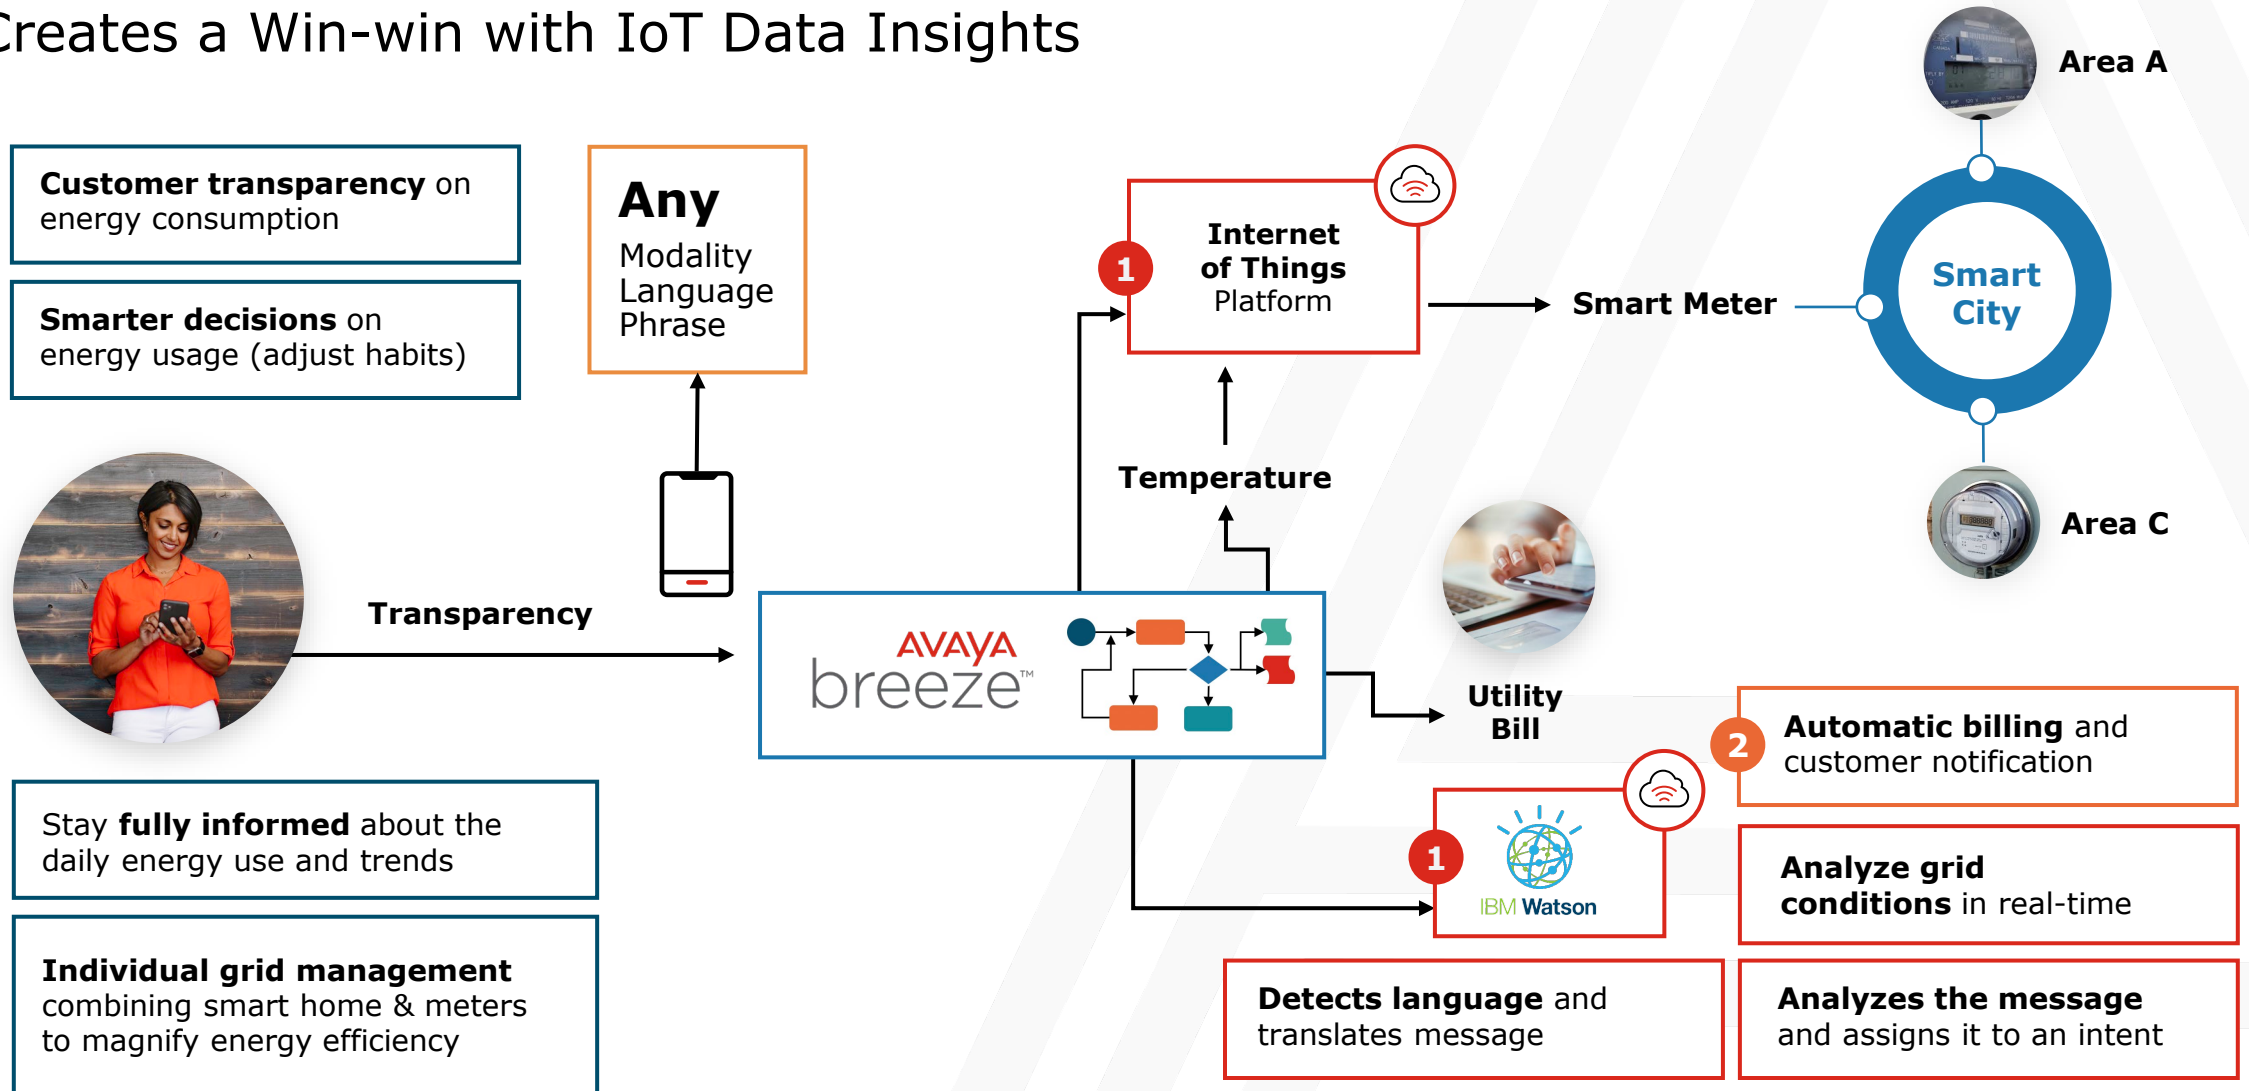 Creates a Win-win with IoT Data Insights
Area A
Customer transparency on
energy consumption
Any
Modality
Language
Phrase
Internet
of Things
Platform
1
Smart Meter
Smart
City
Smarter decisions on
energy usage (adjust habits)
Temperature
Area C
Transparency
AVAYA
breeze™
Utility
Bill
2
Automatic billing and
customer notification
Stay fully informed about the
daily energy use and trends
1
IBM Watson
Analyze grid
conditions in real-time
Individual grid management
combining smart home & meters
to magnify energy efficiency
Detects language and
translates message
Analyzes the message
and assigns it to an intent